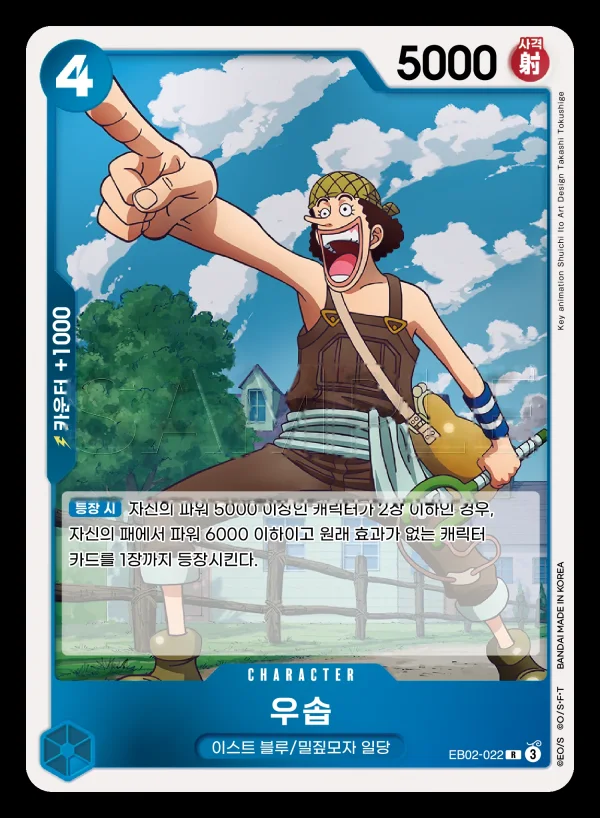 4
5000
사격
射
Key animation Shuichi Ito Art Design Takashi Tokushige
카운터 +1000
SAMPLE
등장 시 자신의 파워 5000 이상인 캐릭터가 2장 이하인 경우,
자신의 패에서 파워 6000 이하이고 원래 효과가 없는 캐릭터
카드를 1장까지 등장시킨다.
CHARACTER
우솝
이스트 블루/밀짚모자 일당
EB02-022 R 3
©EO/S ©O/S·F·T BANDAI MADE IN KOREA